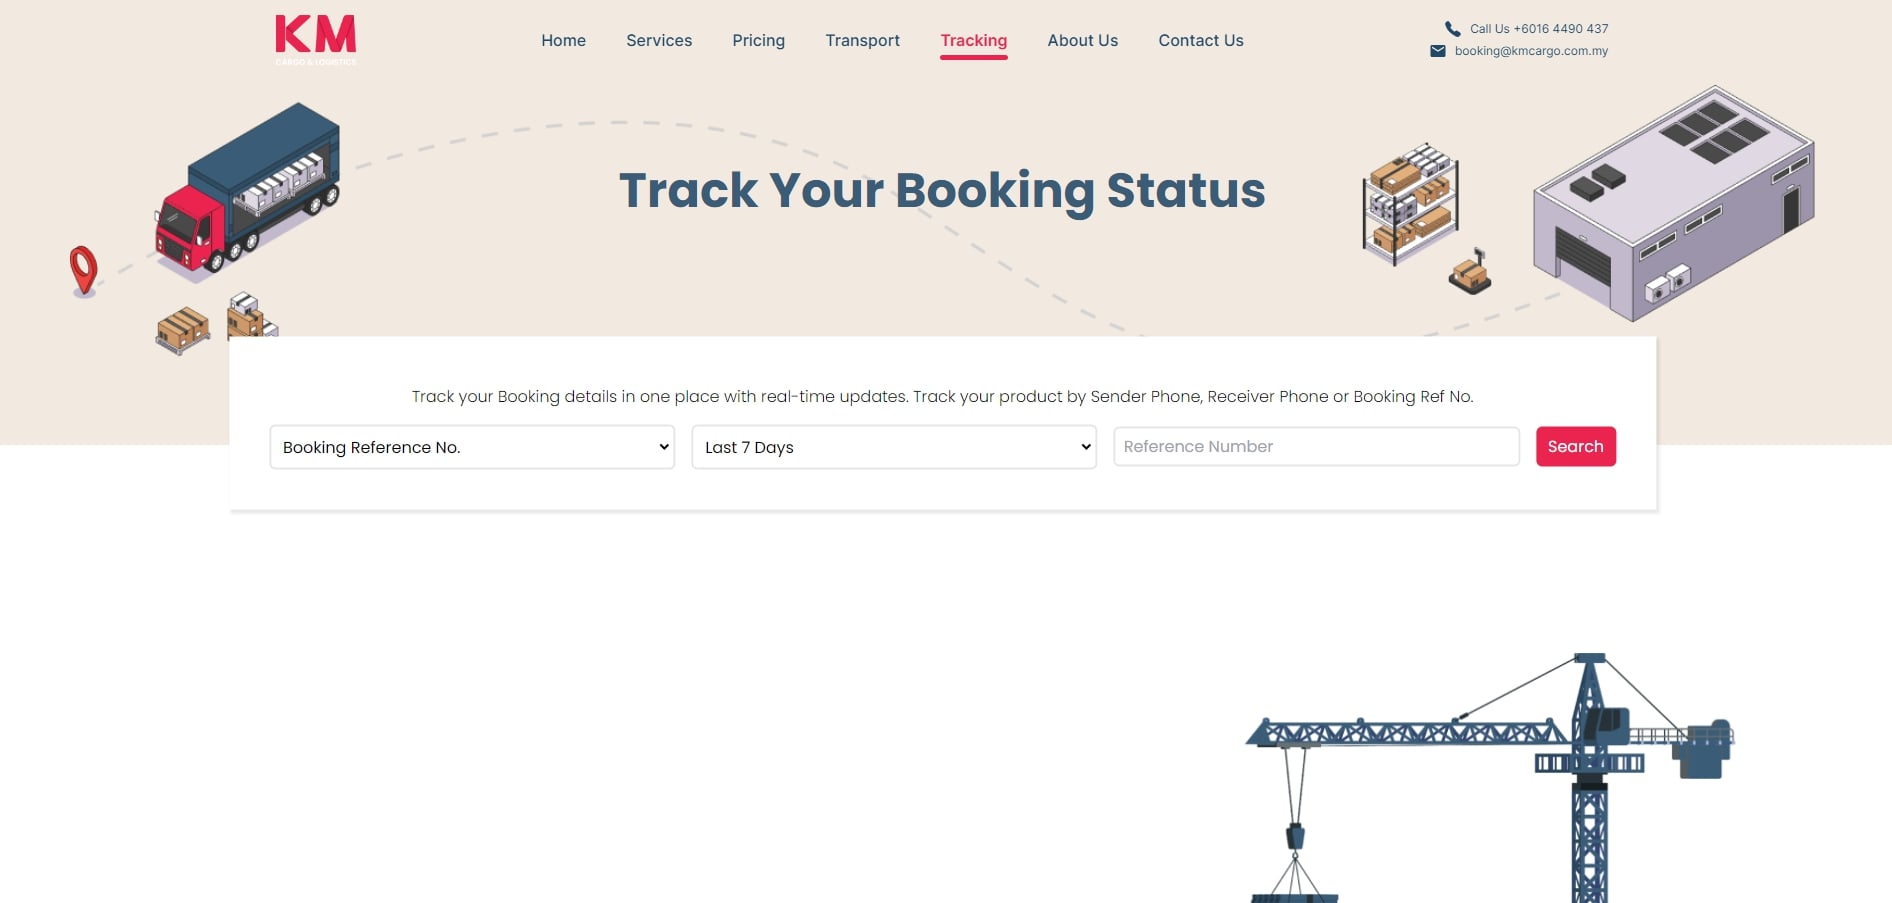 KM
CARGO & LOGISTICS
Home
Services
Pricing
Transport
Tracking
About Us
Contact Us
Call Us +6016 4490 437
booking@kmcargo.com.my
Track Your Booking Status
Track your Booking details in one place with real-time updates. Track your product by Sender Phone, Receiver Phone or Booking Ref No.
Booking Reference No.
Last 7 Days
Reference Number
Search